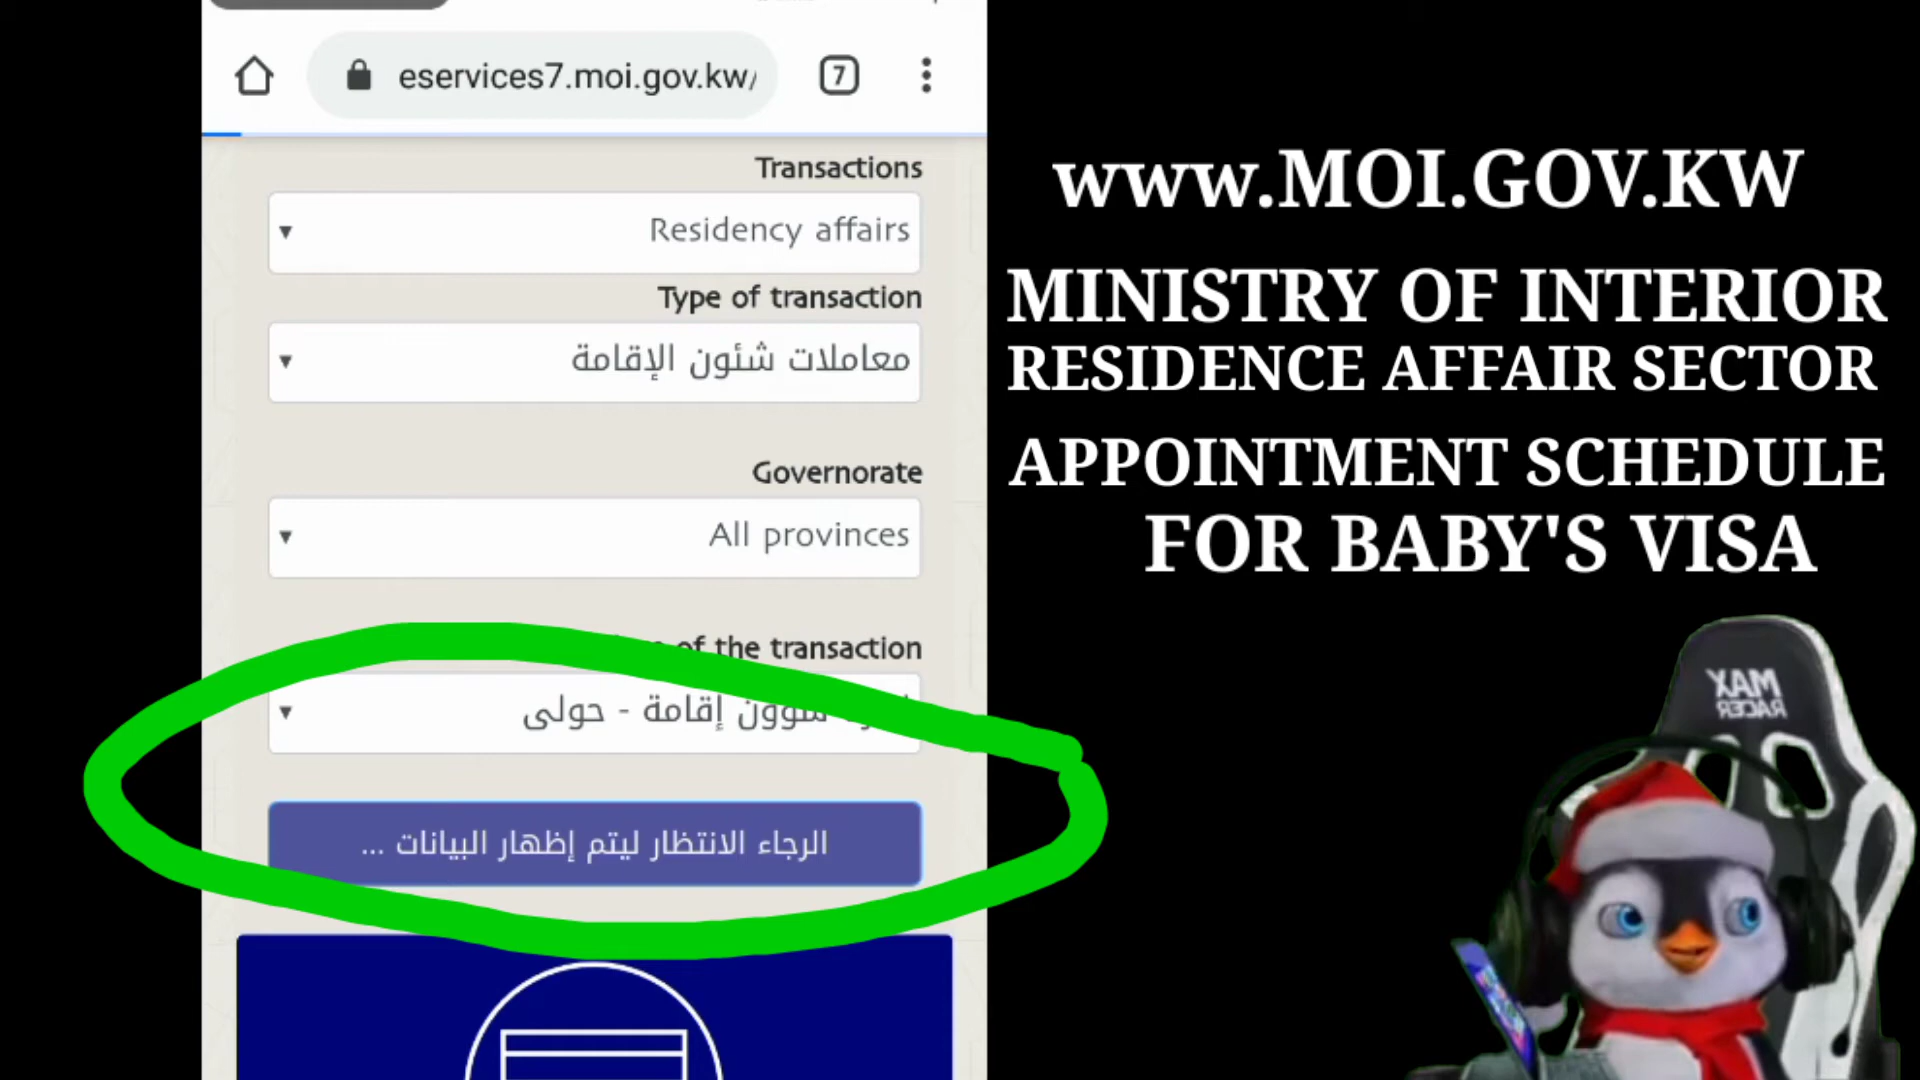 eservices7.moi.gov.kw/
7
Transactions
Residency affairs
Type of transaction
معاملات شئون الإقامة
Governorate
All provinces
of the transaction
شؤون إقامة - حولى
الرجاء الانتظار ليتم إظهار البيانات ...
www.MOI.GOV.KW
MINISTRY OF INTERIOR
RESIDENCE AFFAIR SECTOR
APPOINTMENT SCHEDULE
FOR BABY'S VISA
MAX
RACER